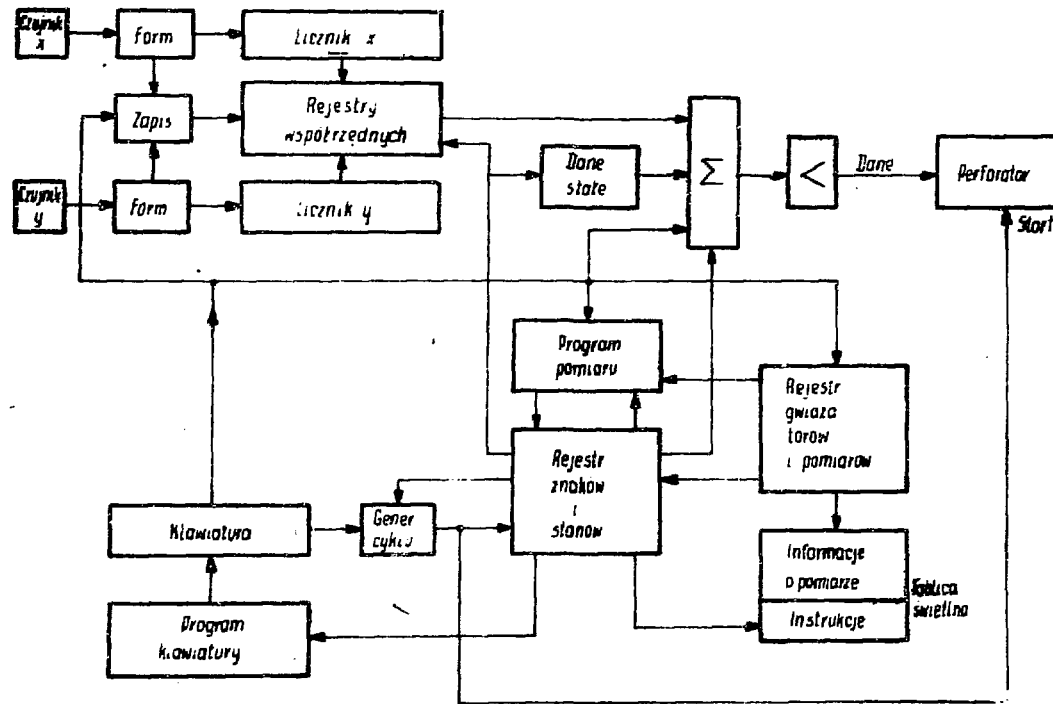 Czujnik
x
Form
Licznik x
Zapis
Rejestry
współrzędnych
Czujnik
y
Form
Licznik y
Dane
stałe
Σ
<
Dane
Perforator
Start
Program
pomiaru
Rejestr
gwiaza
torów
i pomiarów
Rejestr
znaków
i
stanów
Klawiatura
Gener
cyklu
Informacje
o pomiarze
Instrukcje
Tablica
świetlna
Program
klawiatury